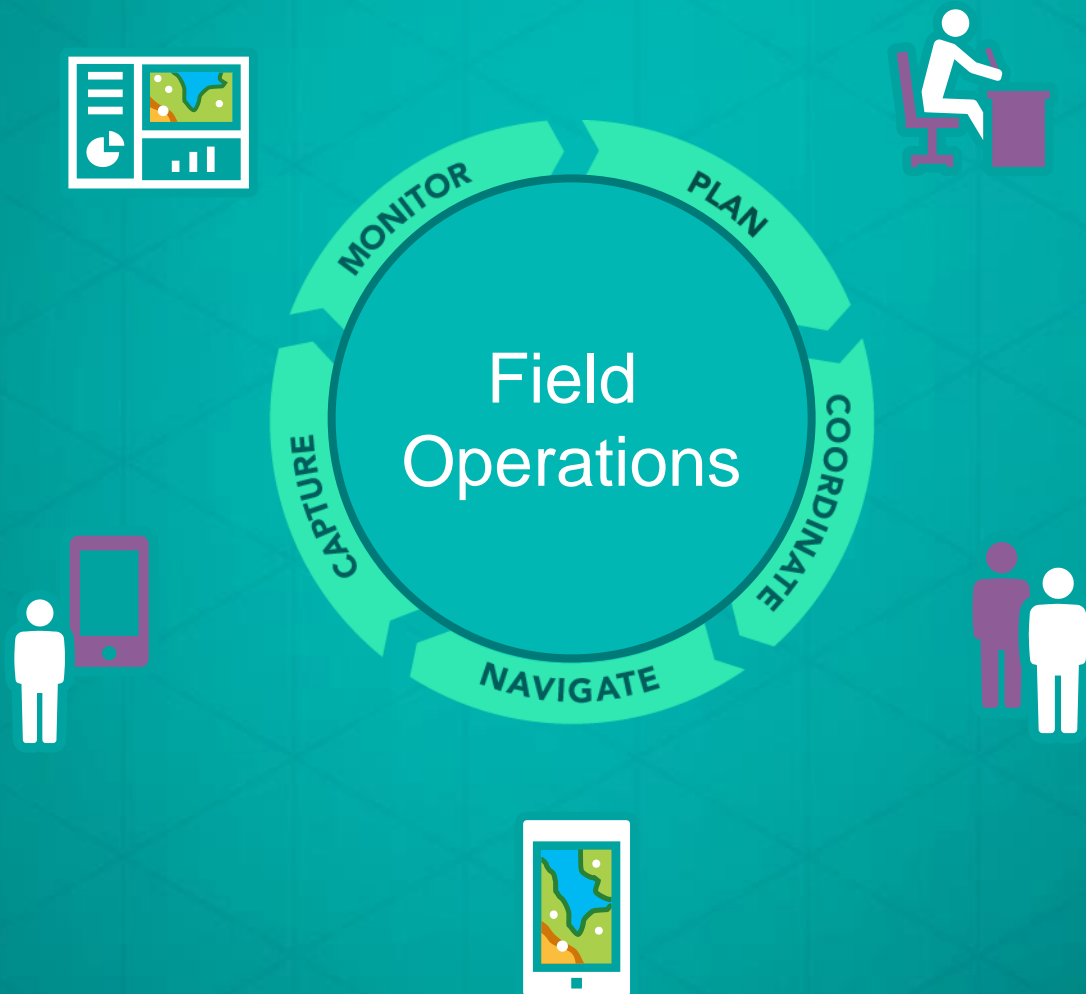 MONITOR
PLAN
Field
Operations
COORDINATE
CAPTURE
NAVIGATE